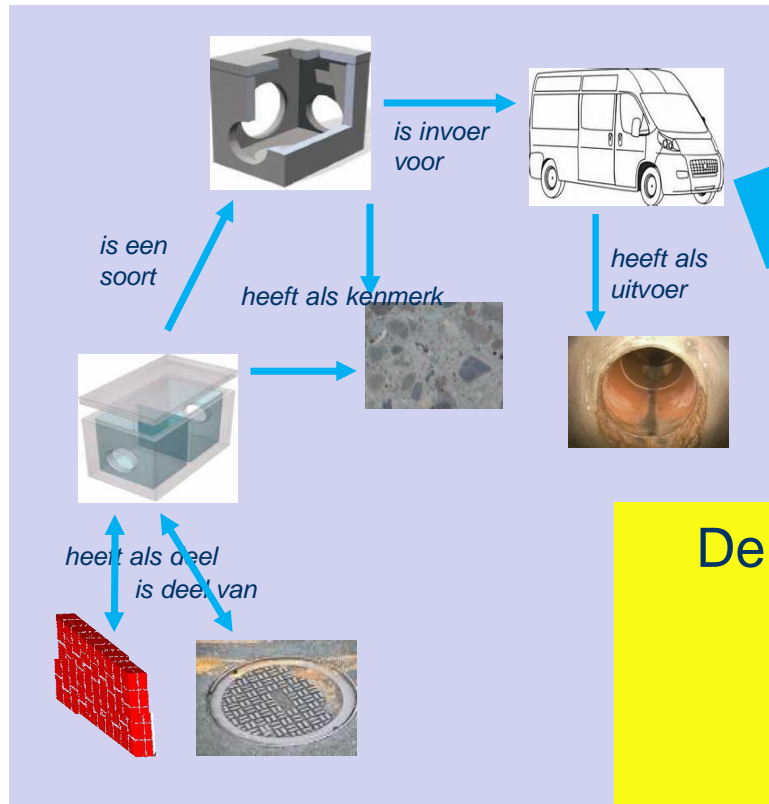 is invoer
voor
is een
soort
heeft als
uitvoer
heeft als kenmerk
De
heeft als deel
is deel van